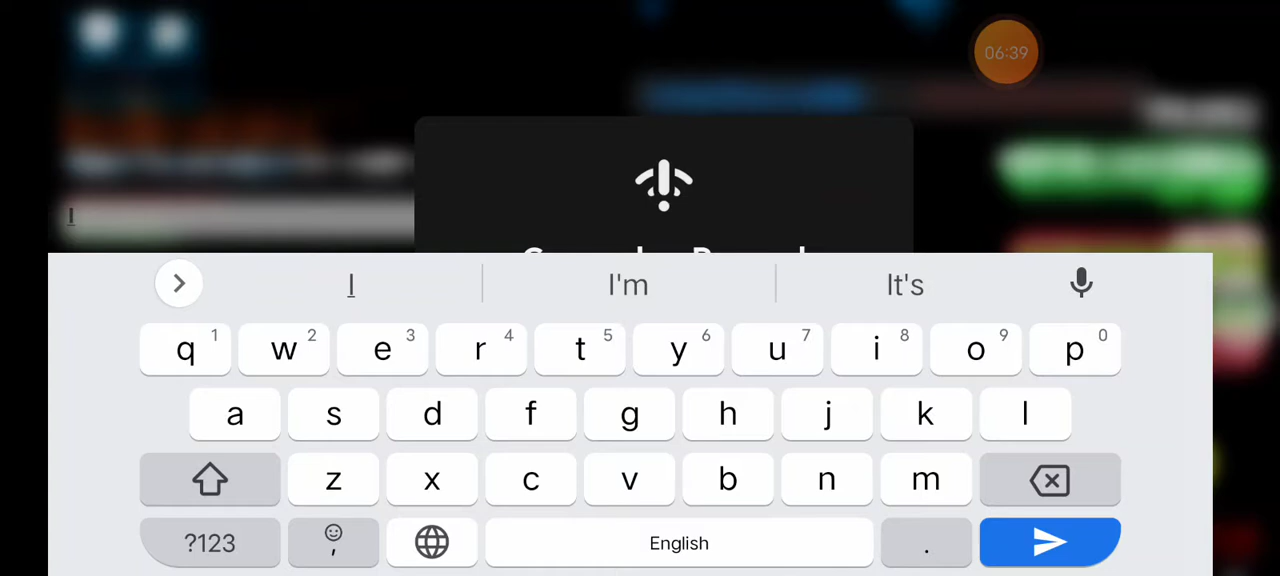 06:39
I
I I'm It's
q 1 w 2 e 3 r 4 t 5 y 6 u 7 i 8 o 9 p 0
a s d f g h j k l
z x c v b n m
?123 , English .